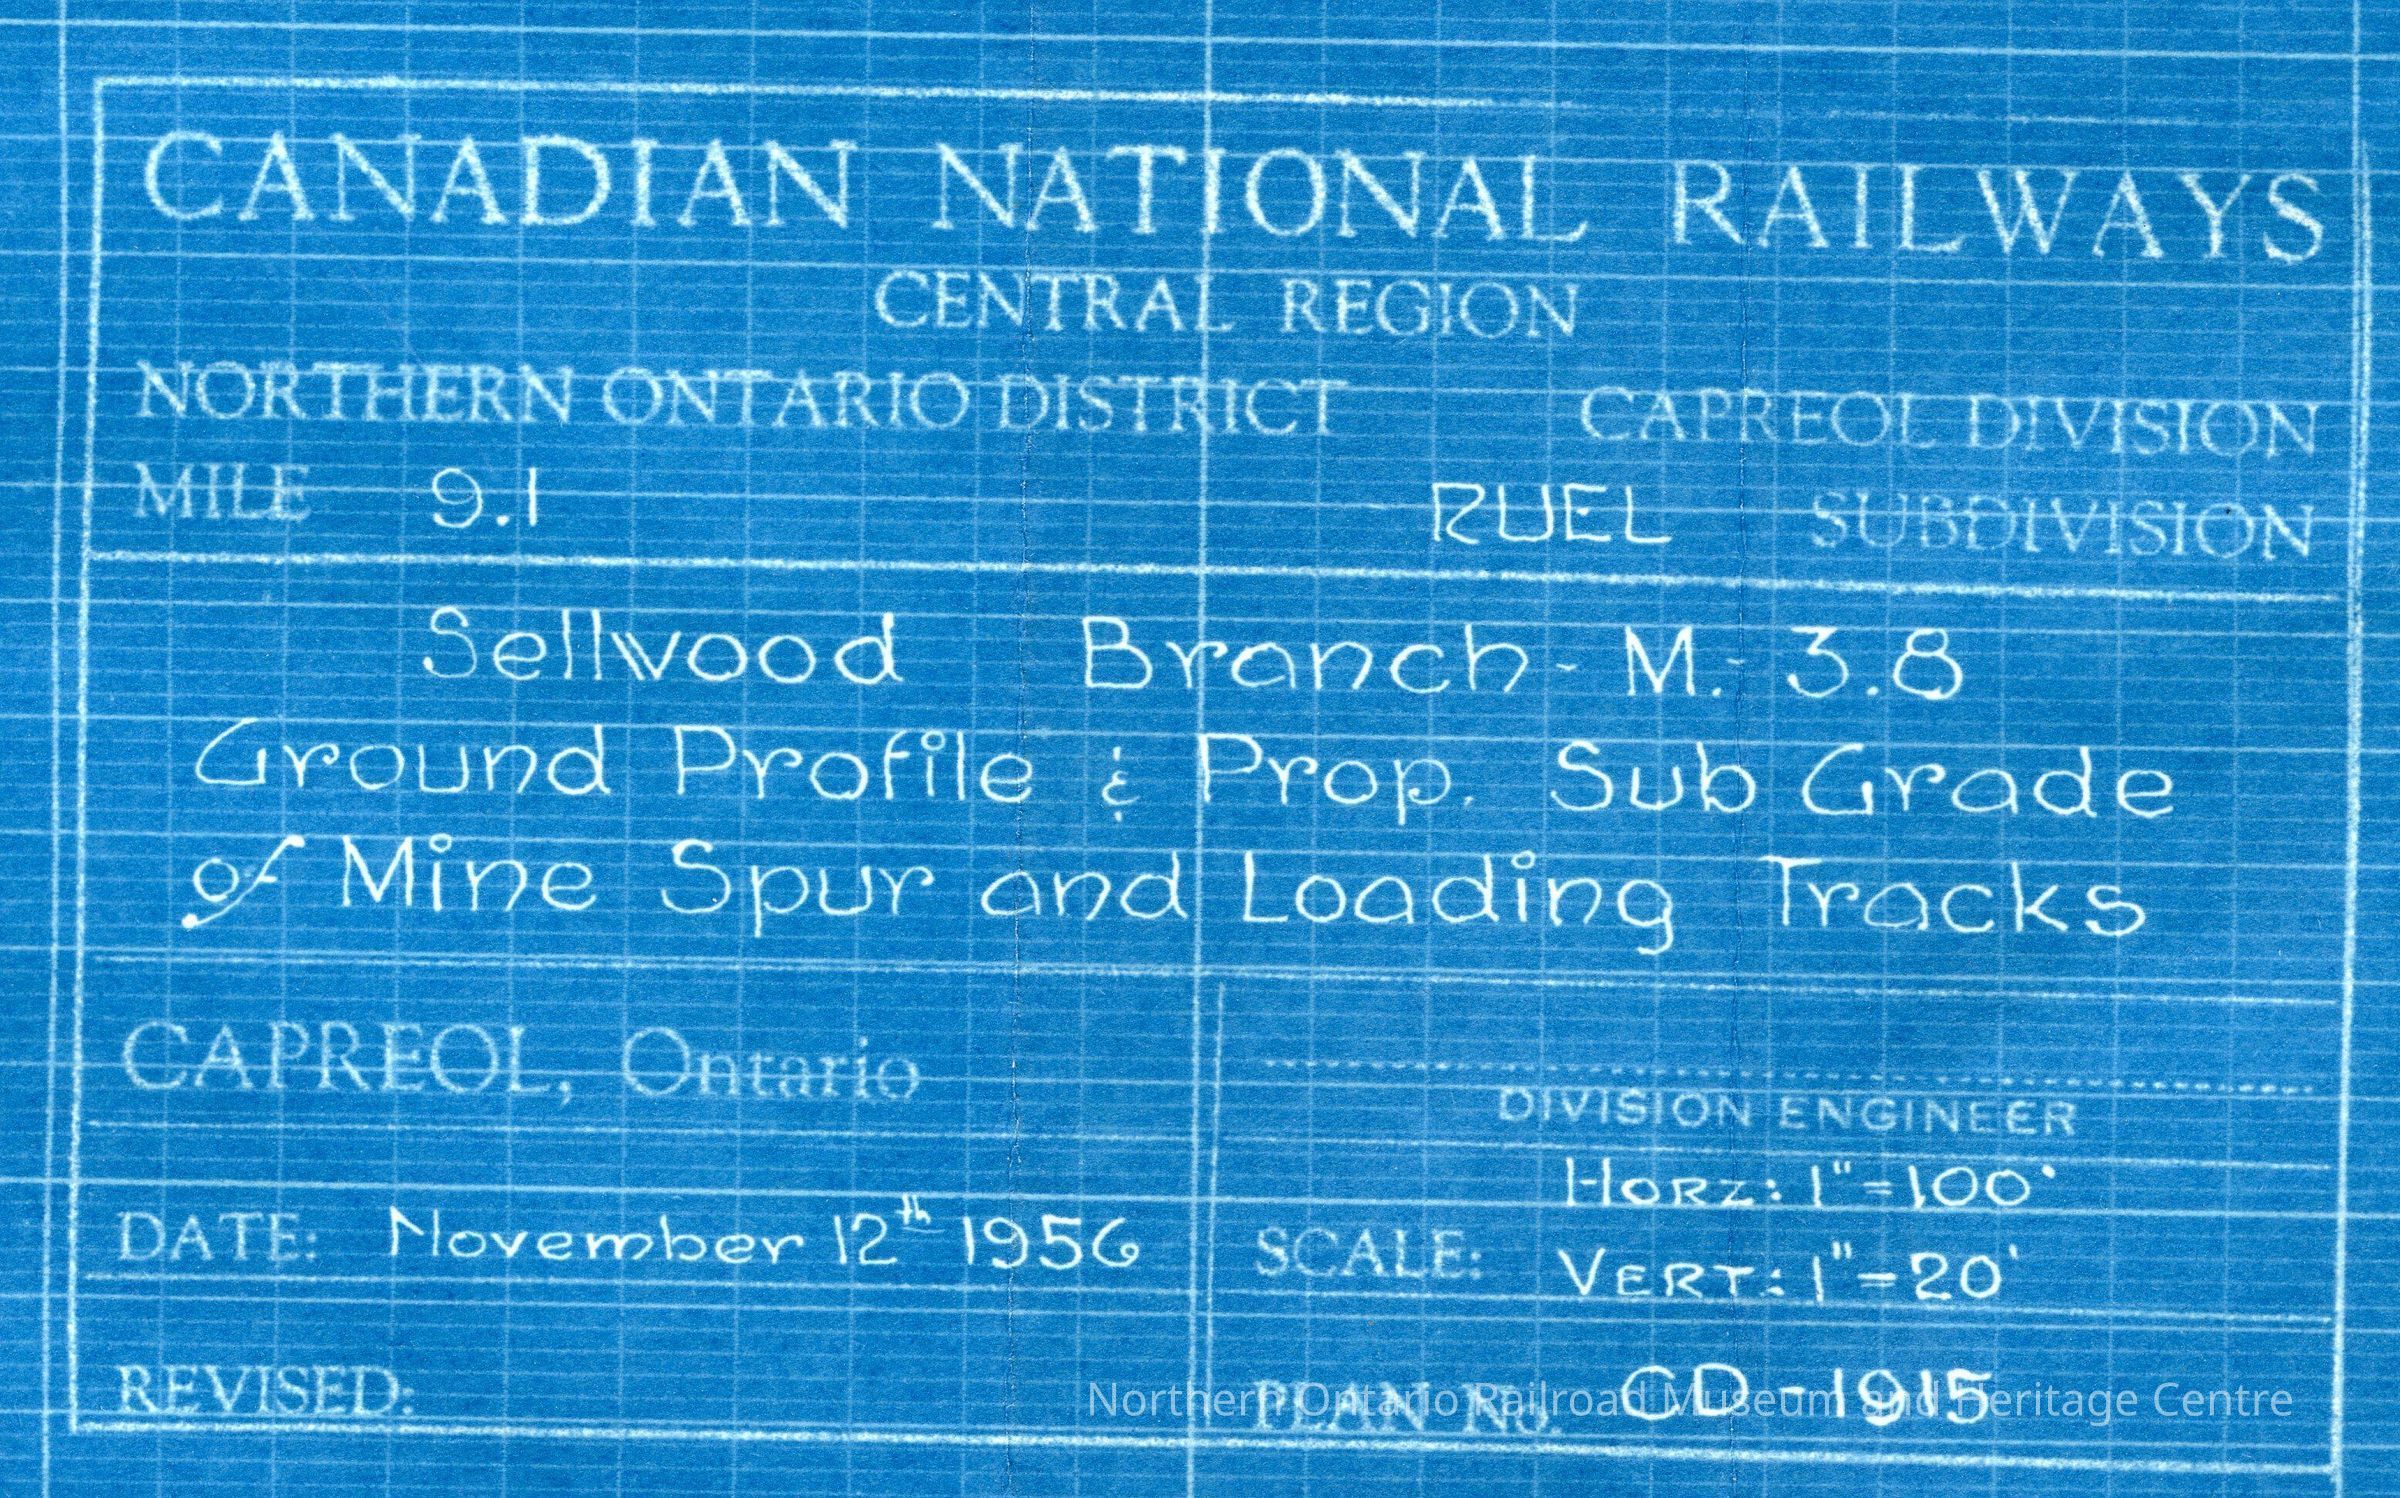 CANADIAN NATIONAL RAILWAYS
CENTRAL REGION
NORTHERN ONTARIO DISTRICT CAPREOL DIVISION
MILE 9.1 RUEL SUBDIVISION
Sellwood Branch - M. - 3.8
Ground Profile & Prop. Sub Grade
of Mine Spur and Loading Tracks
CAPREOL, Ontario
DIVISION ENGINEER
HORZ: 1"=100'
DATE: November 12th 1956 SCALE: VERT: 1"=20'
REVISED: PLAN No. CD-1915
Northern Ontario Railroad Museum and Heritage Centre